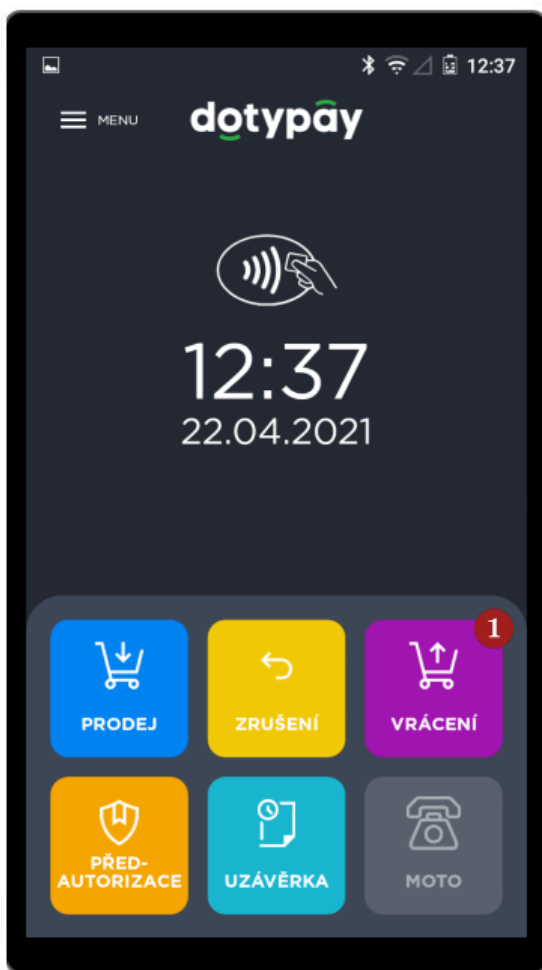 12:37
MENU
dotypay
12:37
22.04.2021
1
PRODEJ
ZRUŠENÍ
VRÁCENÍ
PŘED-
AUTORIZACE
UZÁVĚRKA
MOTO